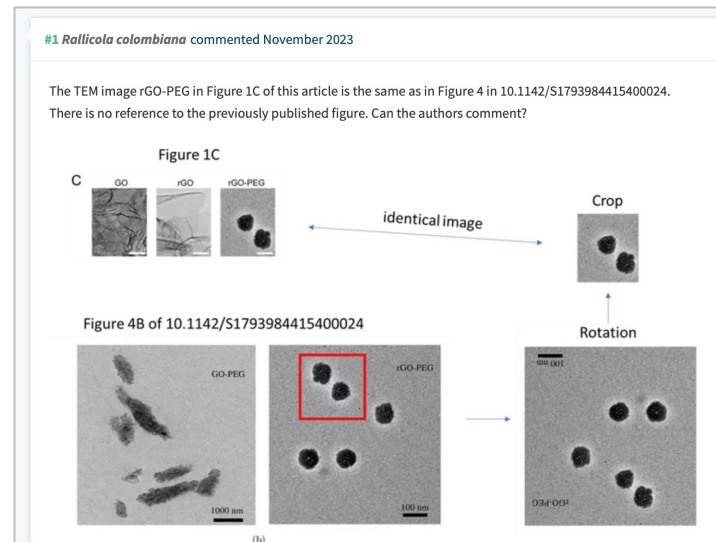 #1 Rallicola colombiana commented November 2023
The TEM image rGO-PEG in Figure 1C of this article is the same as in Figure 4 in 10.1142/S1793984415400024.
There is no reference to the previously published figure. Can the authors comment?
Figure 1C
C GO rGO rGO-PEG
identical image
Crop
Figure 4B of 10.1142/S1793984415400024
Rotation
GO-PEG
rGO-PEG
100 nm
1000 nm
100 nm
rGO-PEG
(b)